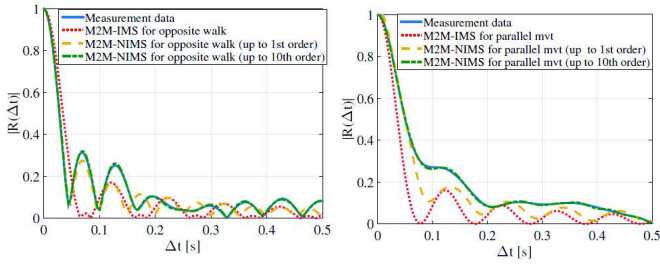 Measurement data
M2M-IMS for opposite walk
M2M-NIMS for opposite walk (up to 1st order)
M2M-NIMS for opposite walk (up to 10th order)
|R(Δt)|
1
0.8
0.6
0.4
0.2
0
0 0.1 0.2 0.3 0.4 0.5
Δt [s]
Measurement data
M2M-IMS for parallel mvt
M2M-NIMS for parallel mvt (up to 1st order)
M2M-NIMS for parallel mvt (up to 10th order)
|R(Δt)|
1
0.8
0.6
0.4
0.2
0
0 0.1 0.2 0.3 0.4 0.5
Δt [s]